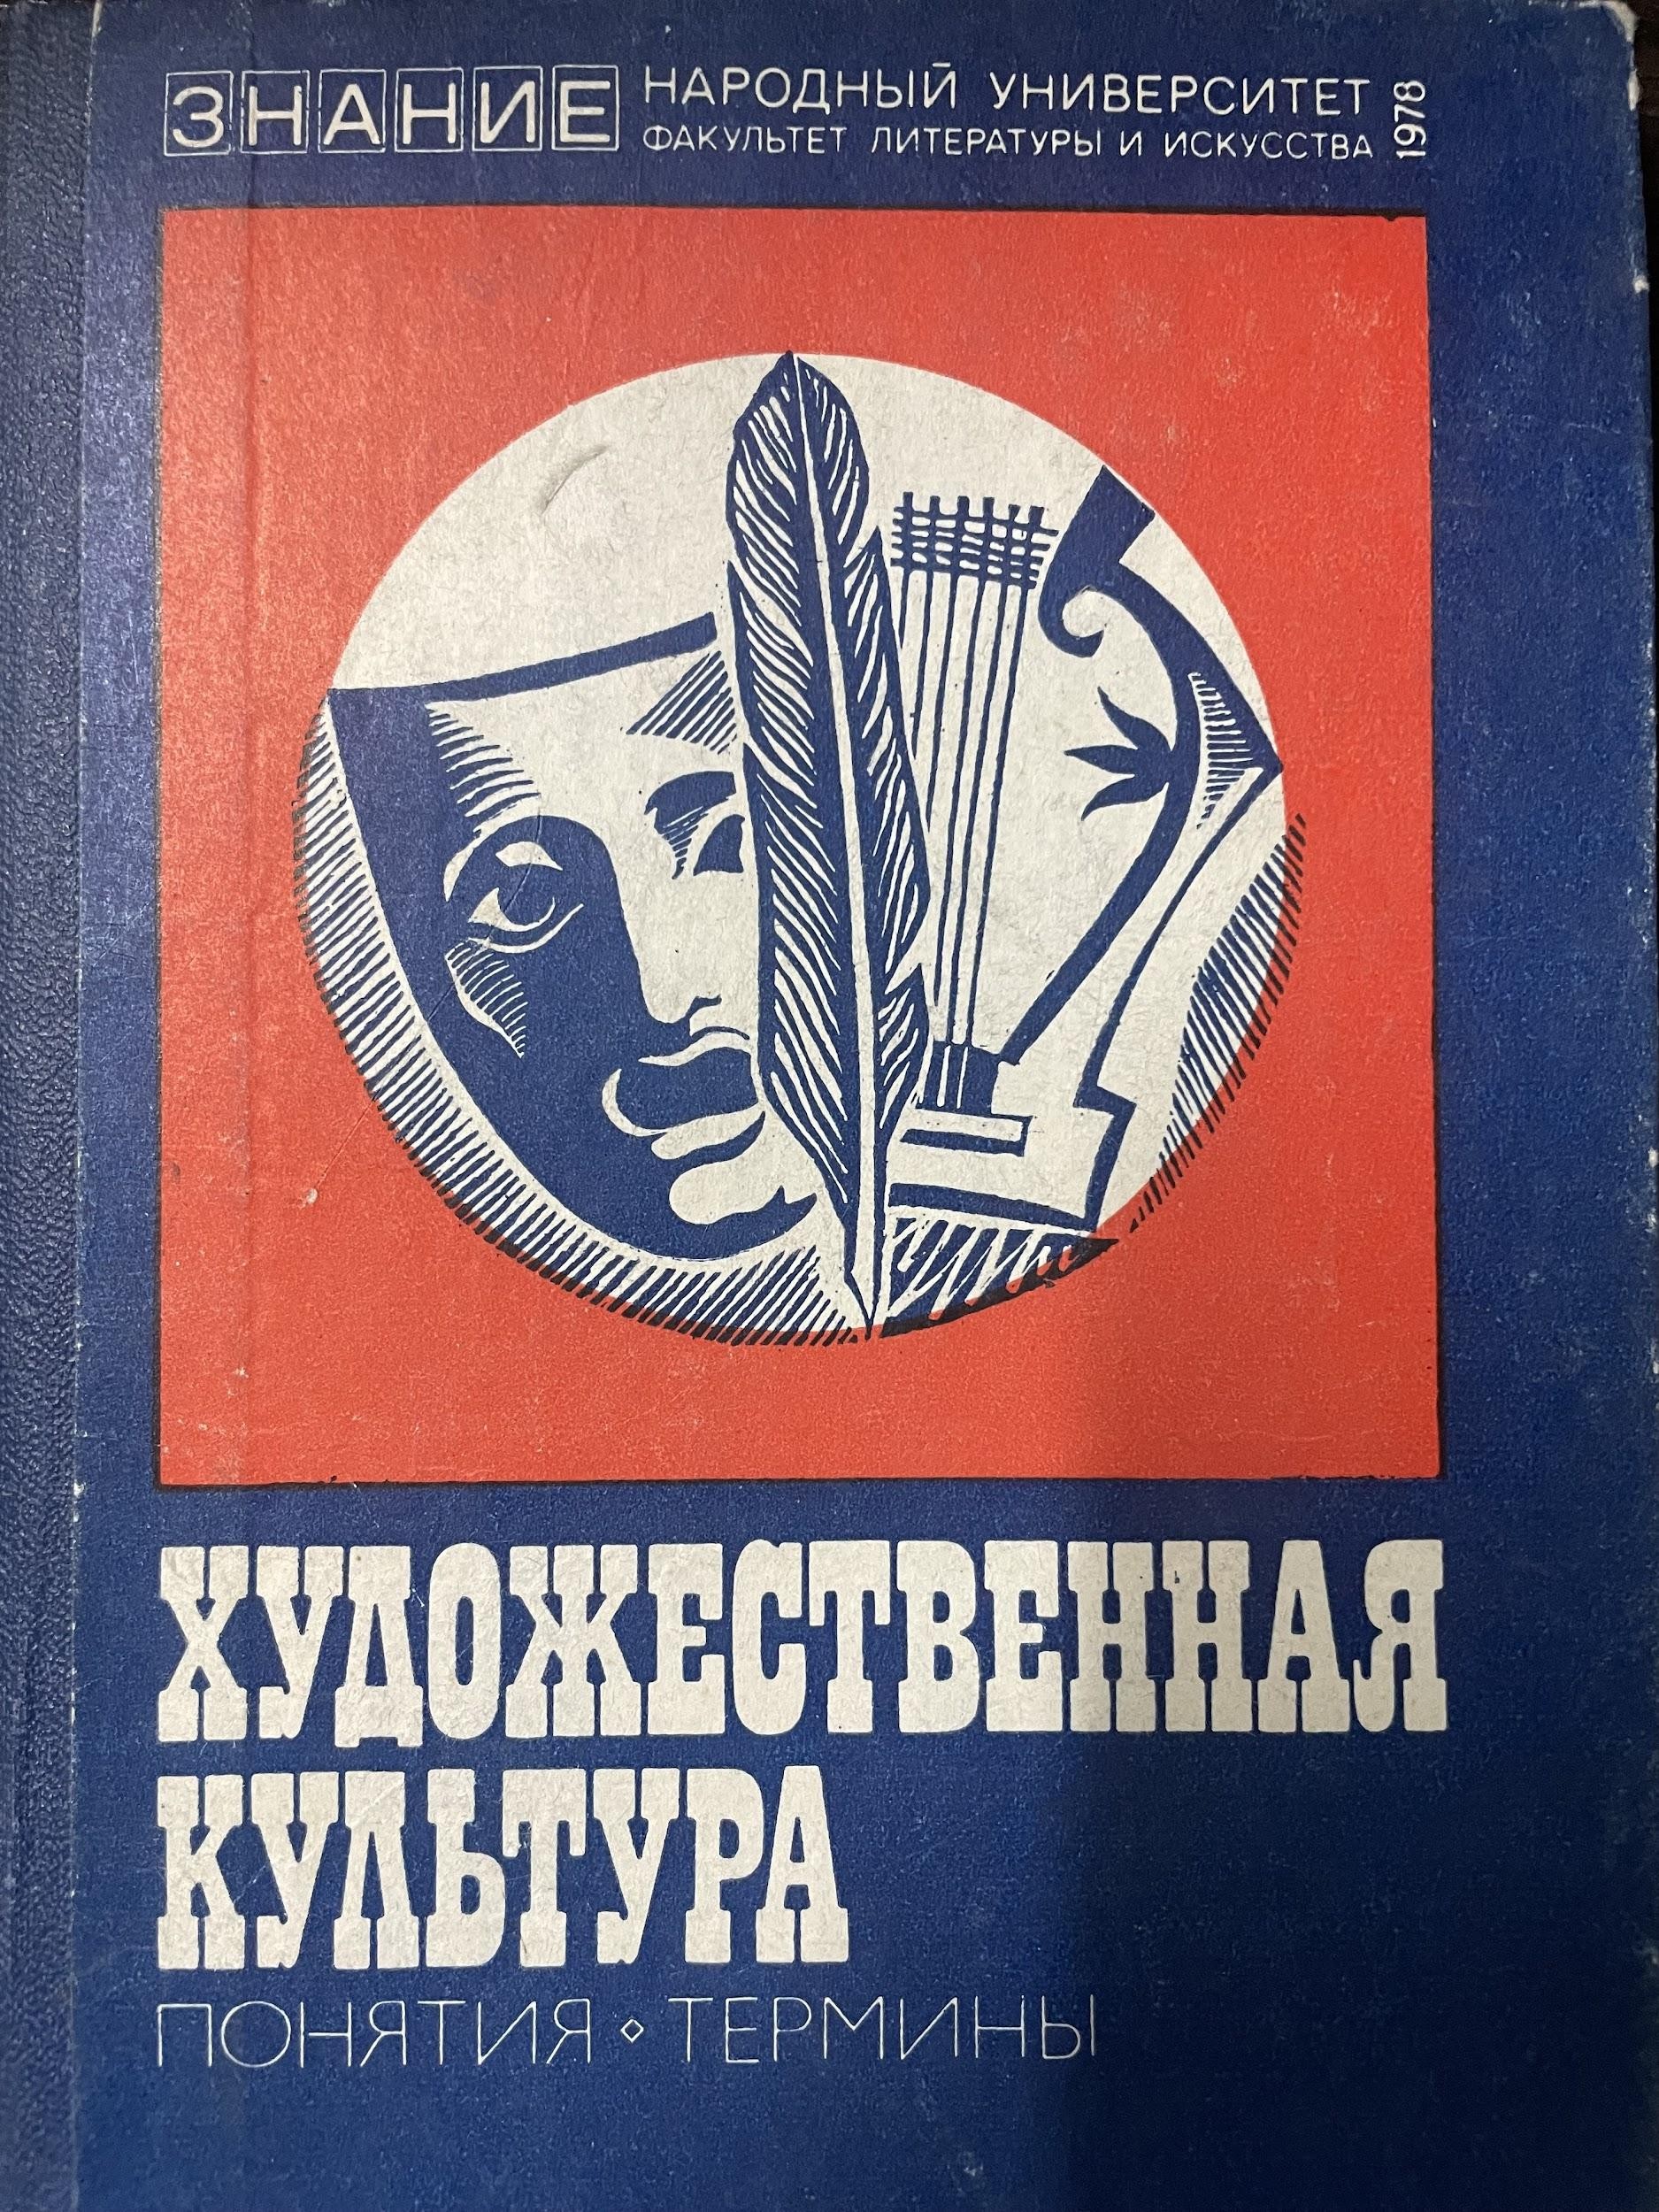 ЗНАНИЕ НАРОДНЫЙ УНИВЕРСИТЕТ
ФАКУЛЬТЕТ ЛИТЕРАТУРЫ И ИСКУССТВА
1978
ХУДОЖЕСТВЕННАЯ
КУЛЬТУРА
ПОНЯТИЯ ⋄ ТЕРМИНЫ